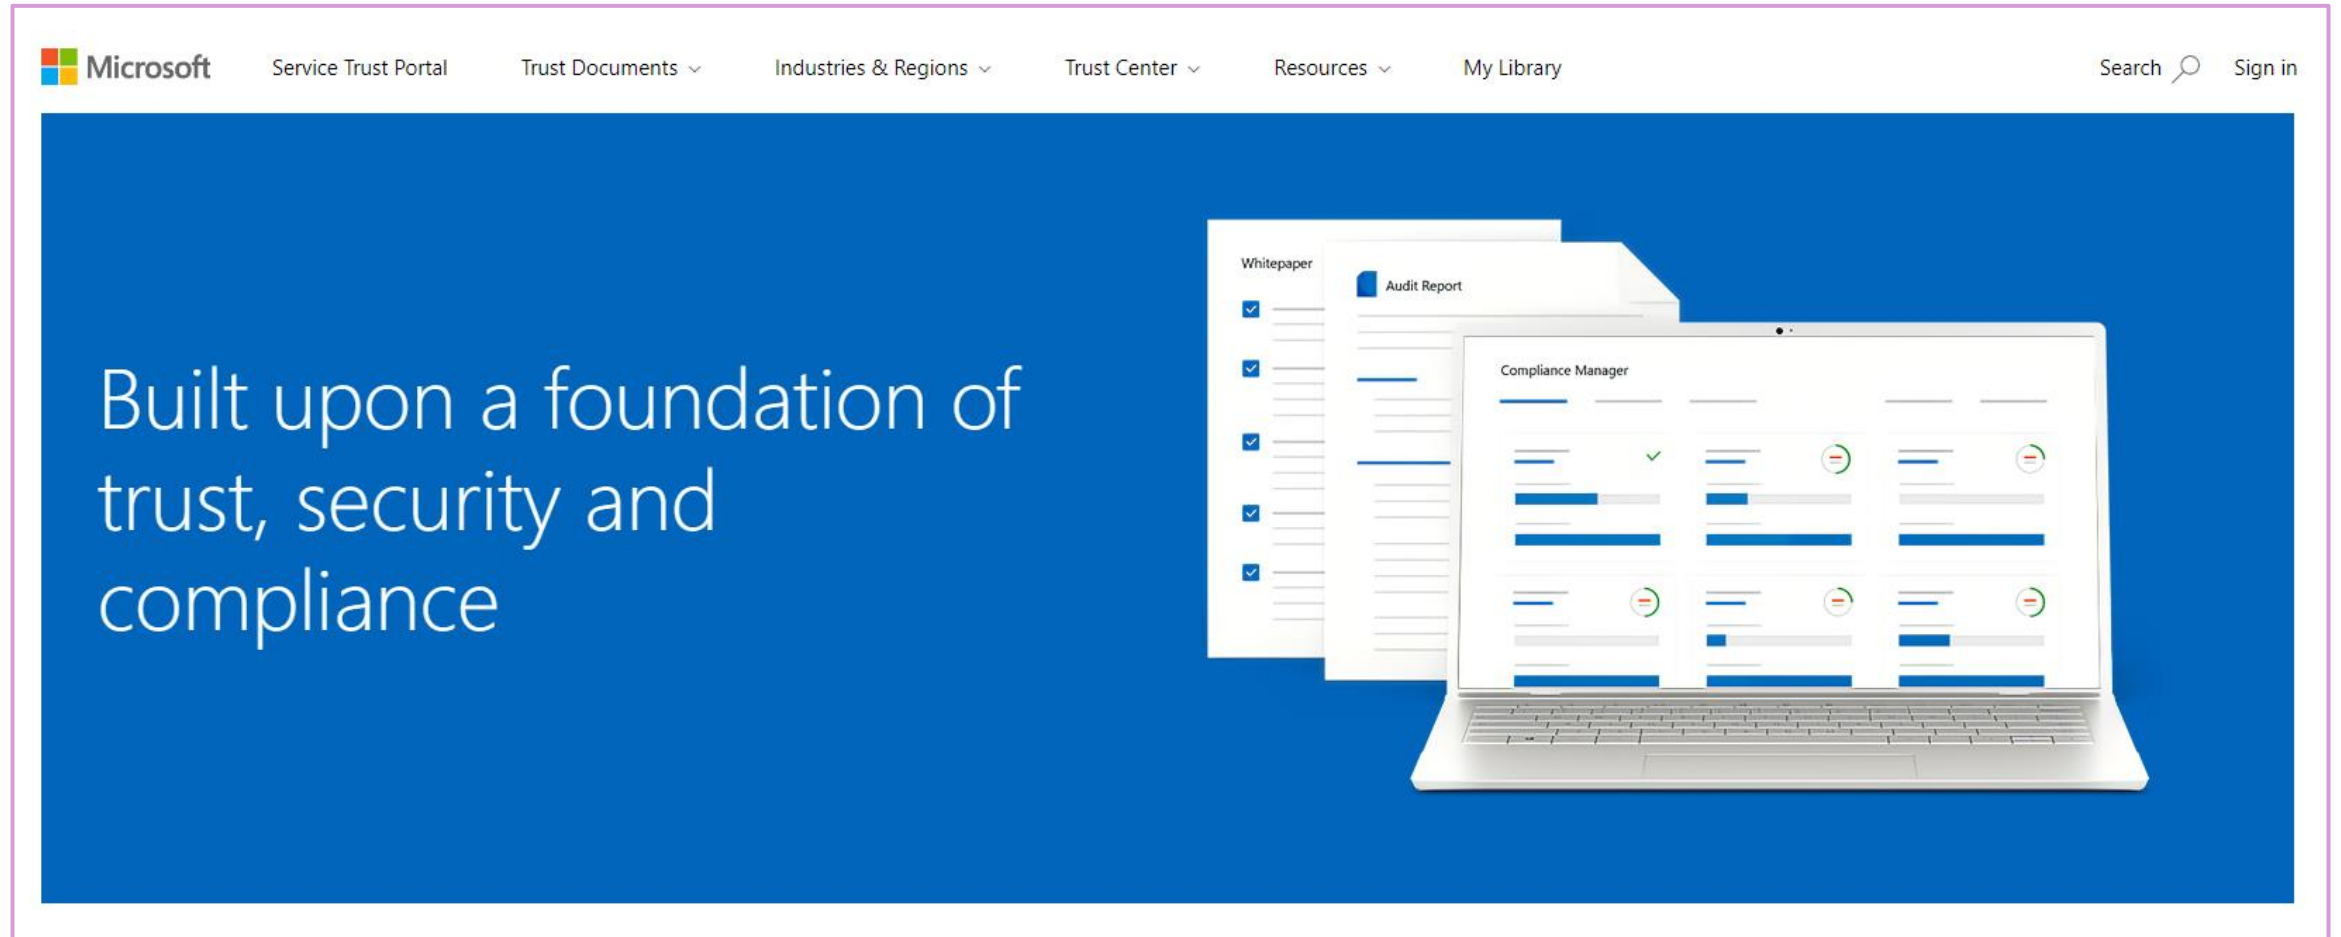 Microsoft Service Trust Portal Trust Documents Industries & Regions Trust Center Resources My Library Search Sign in
Built upon a foundation of
trust, security and
compliance
Whitepaper
Audit Report
Compliance Manager